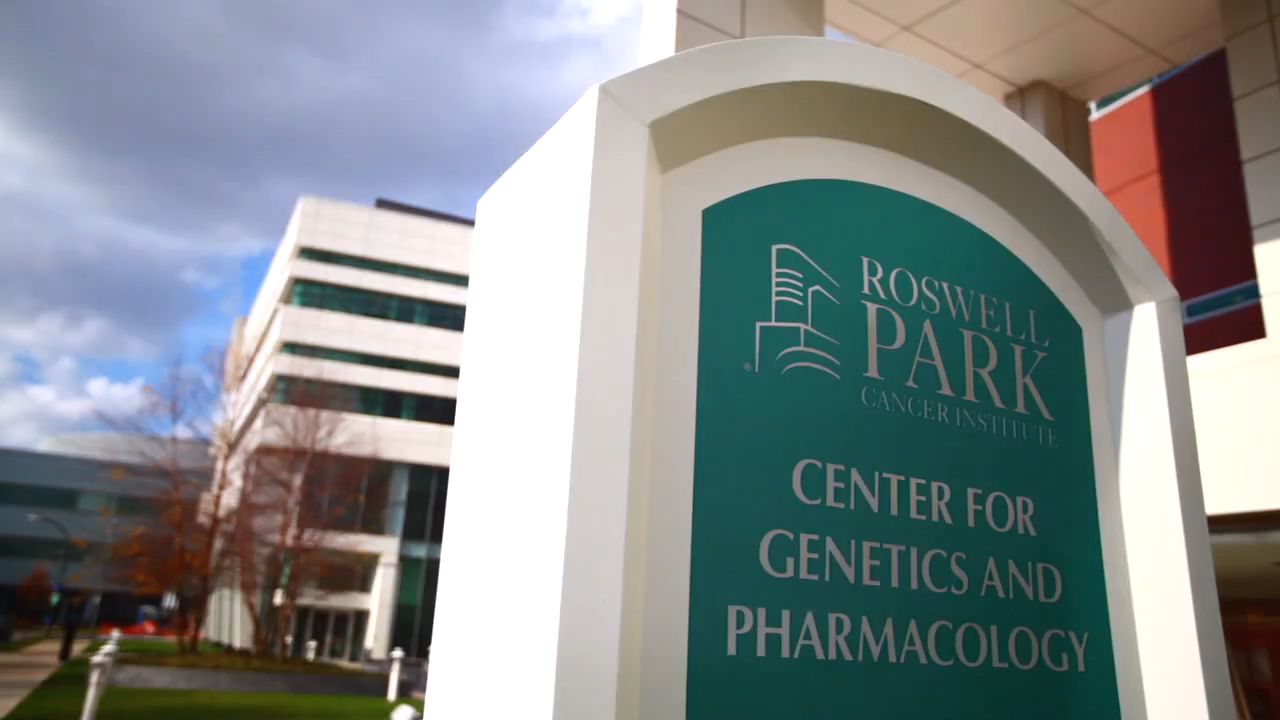 ROSWELL
PARK
CANCER INSTITUTE
®
CENTER FOR
GENETICS AND
PHARMACOLOGY